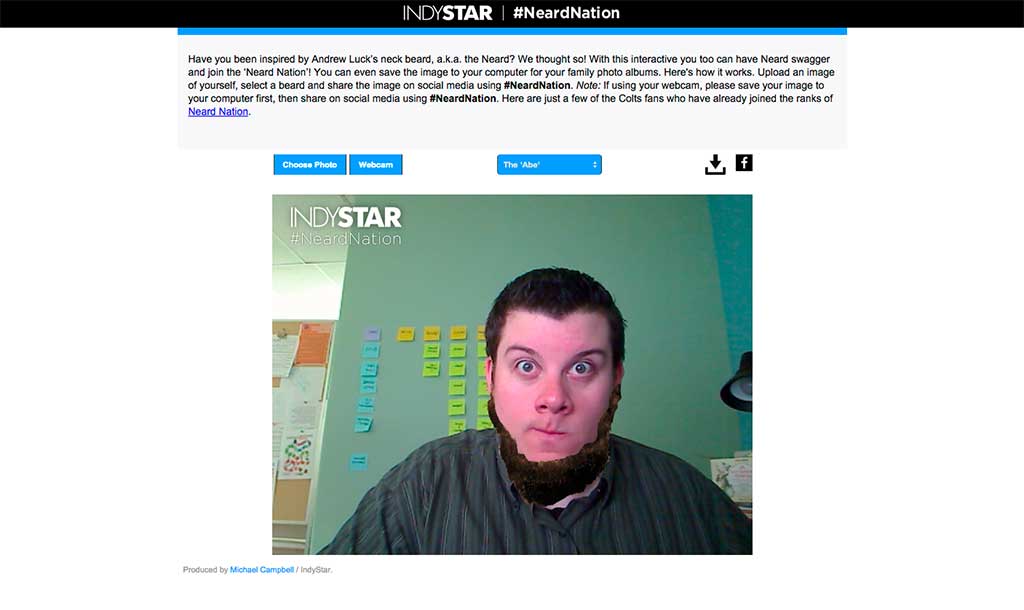 INDYSTAR | #NeardNation
Have you been inspired by Andrew Luck's neck beard, a.k.a. the Neard? We thought so! With this interactive you too can have Neard swagger
and join the 'Neard Nation'! You can even save the image to your computer for your family photo albums. Here's how it works. Upload an image
of yourself, select a beard and share the image on social media using #NeardNation. Note: If using your webcam, please save your image to
your computer first, then share on social media using #NeardNation. Here are just a few of the Colts fans who have already joined the ranks of
Neard Nation.
Choose Photo Webcam The 'Abe' f
INDYSTAR
#NeardNation
Produced by Michael Campbell / IndyStar.